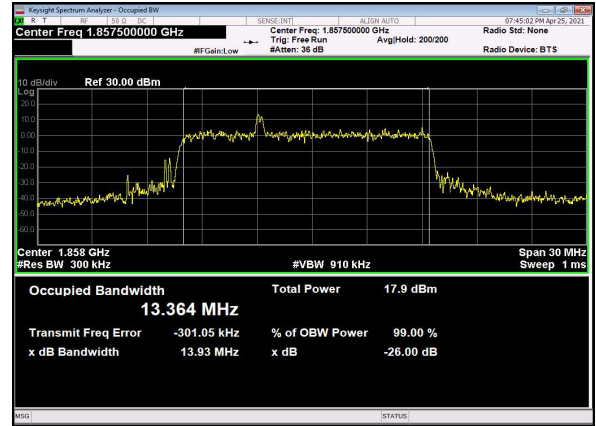 Keysight Spectrum Analyzer - Occupied BW
LXI R T RF 50 Ω DC SENSE:INT ALIGN AUTO 07:45:02 PM Apr 25, 2021
Center Freq 1.857500000 GHz Center Freq: 1.857500000 GHz Radio Std: None
Trig: Free Run Avg|Hold: 200/200
#IFGain:Low #Atten: 36 dB Radio Device: BTS
10 dB/div Ref 30.00 dBm
Log
20.0
10.0
0.00
-10.0
-20.0
-30.0
-40.0
-50.0
-60.0
Center 1.858 GHz Span 30 MHz
#Res BW 300 kHz #VBW 910 kHz Sweep 1 ms
Occupied Bandwidth Total Power 17.9 dBm
13.364 MHz
Transmit Freq Error -301.05 kHz % of OBW Power 99.00 %
x dB Bandwidth 13.93 MHz x dB -26.00 dB
MSG STATUS